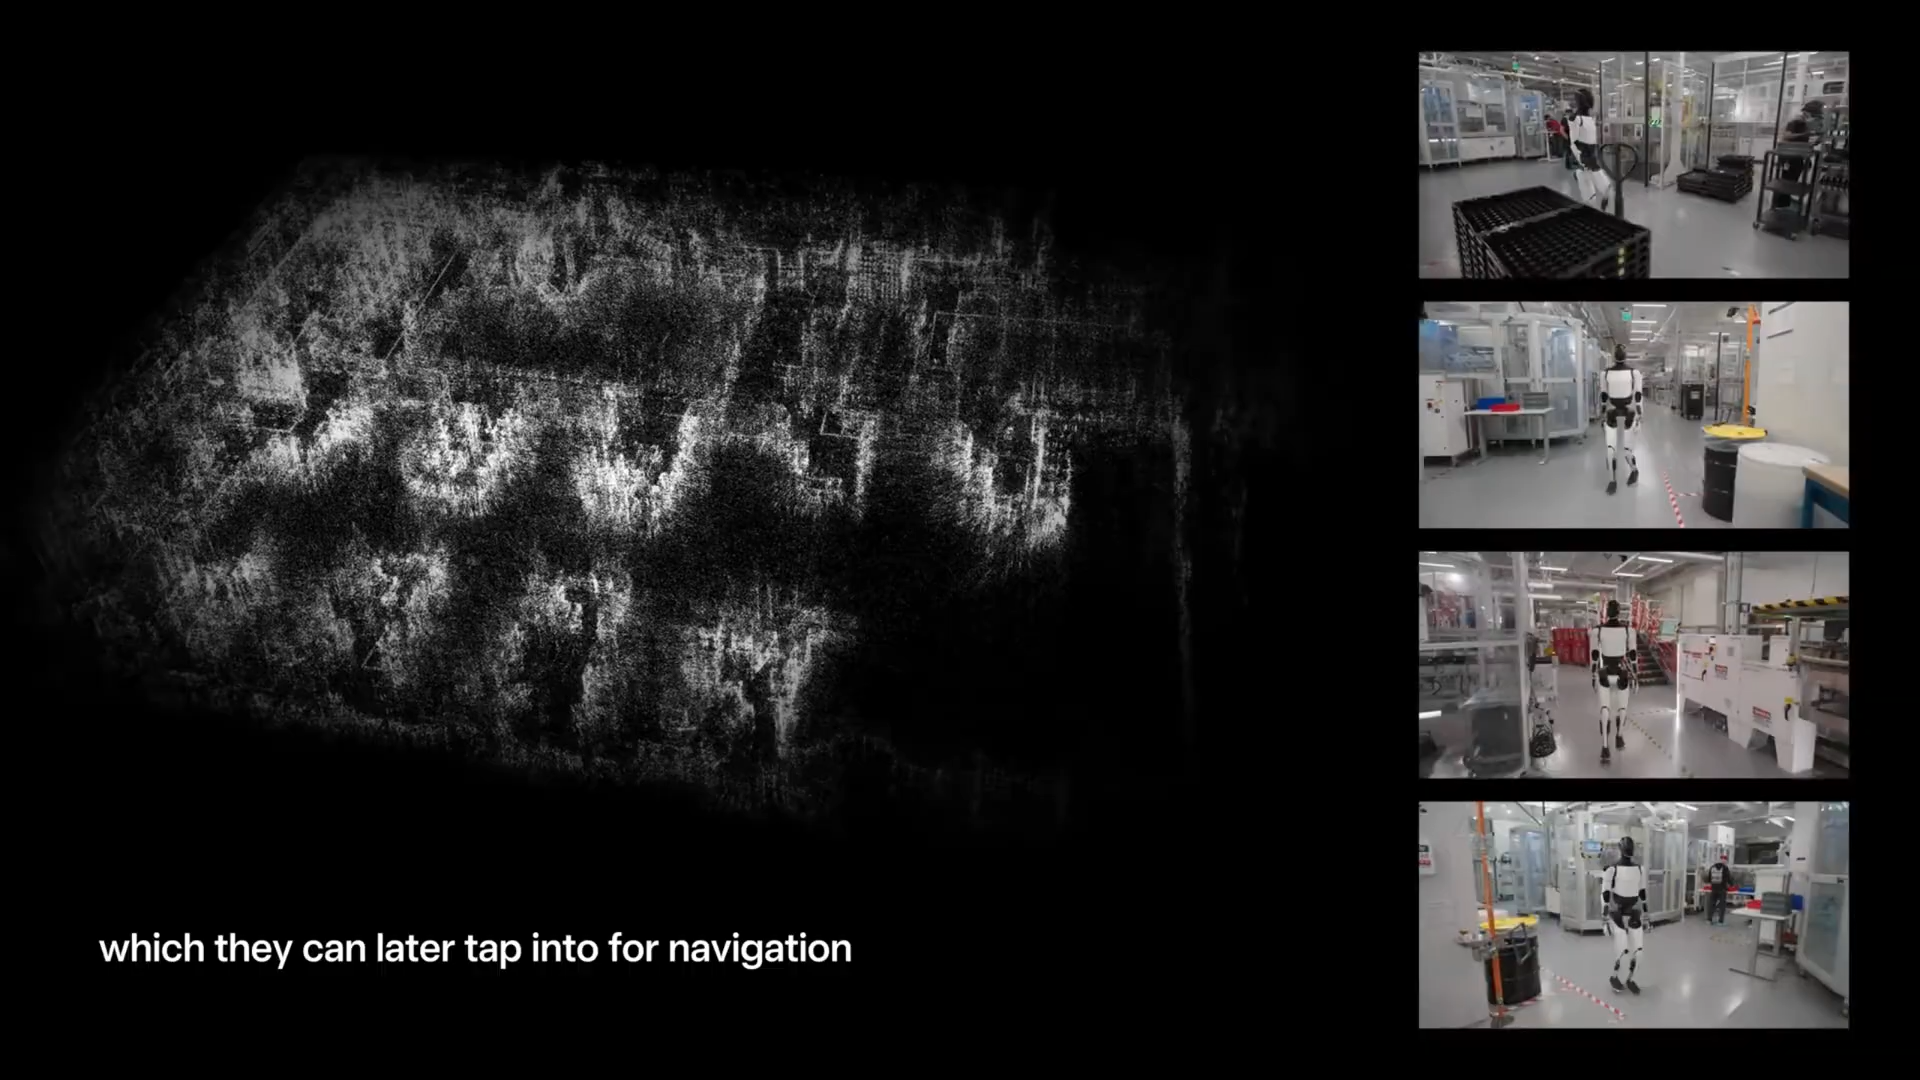 which they can later tap into for navigation